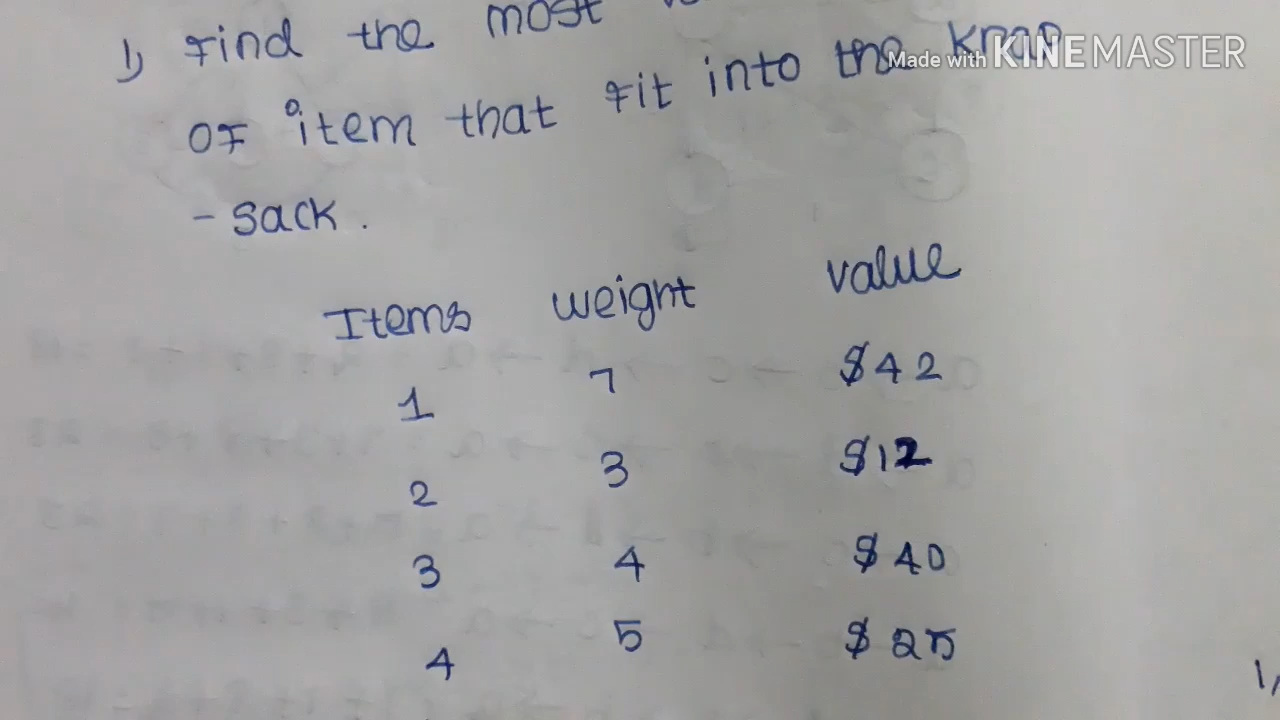 1) Find the most
Made with KINEMASTER
of item that fit into the knap
- sack.
Items weight value
1 7 $42
2 3 $12
3 4 $40
4 5 $25